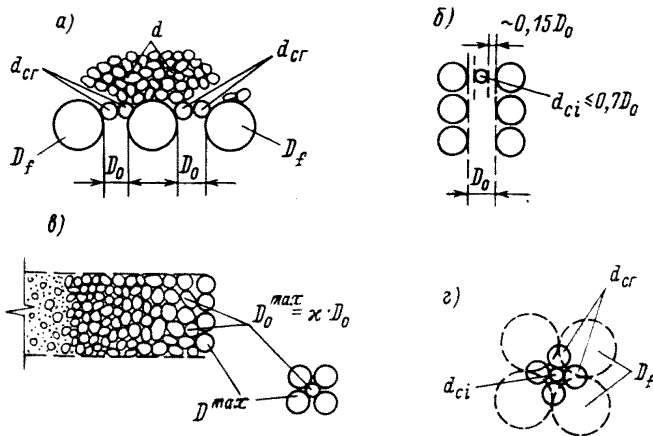 а)
d
d_cr
d_cr
D_f
D_0
D_0
D_f
б)
~0,15D_0
d_ci≤0,7D_0
D_0
в)
D_0^max = ϰ·D_0
D^max
г)
d_cr
d_ci
D_f